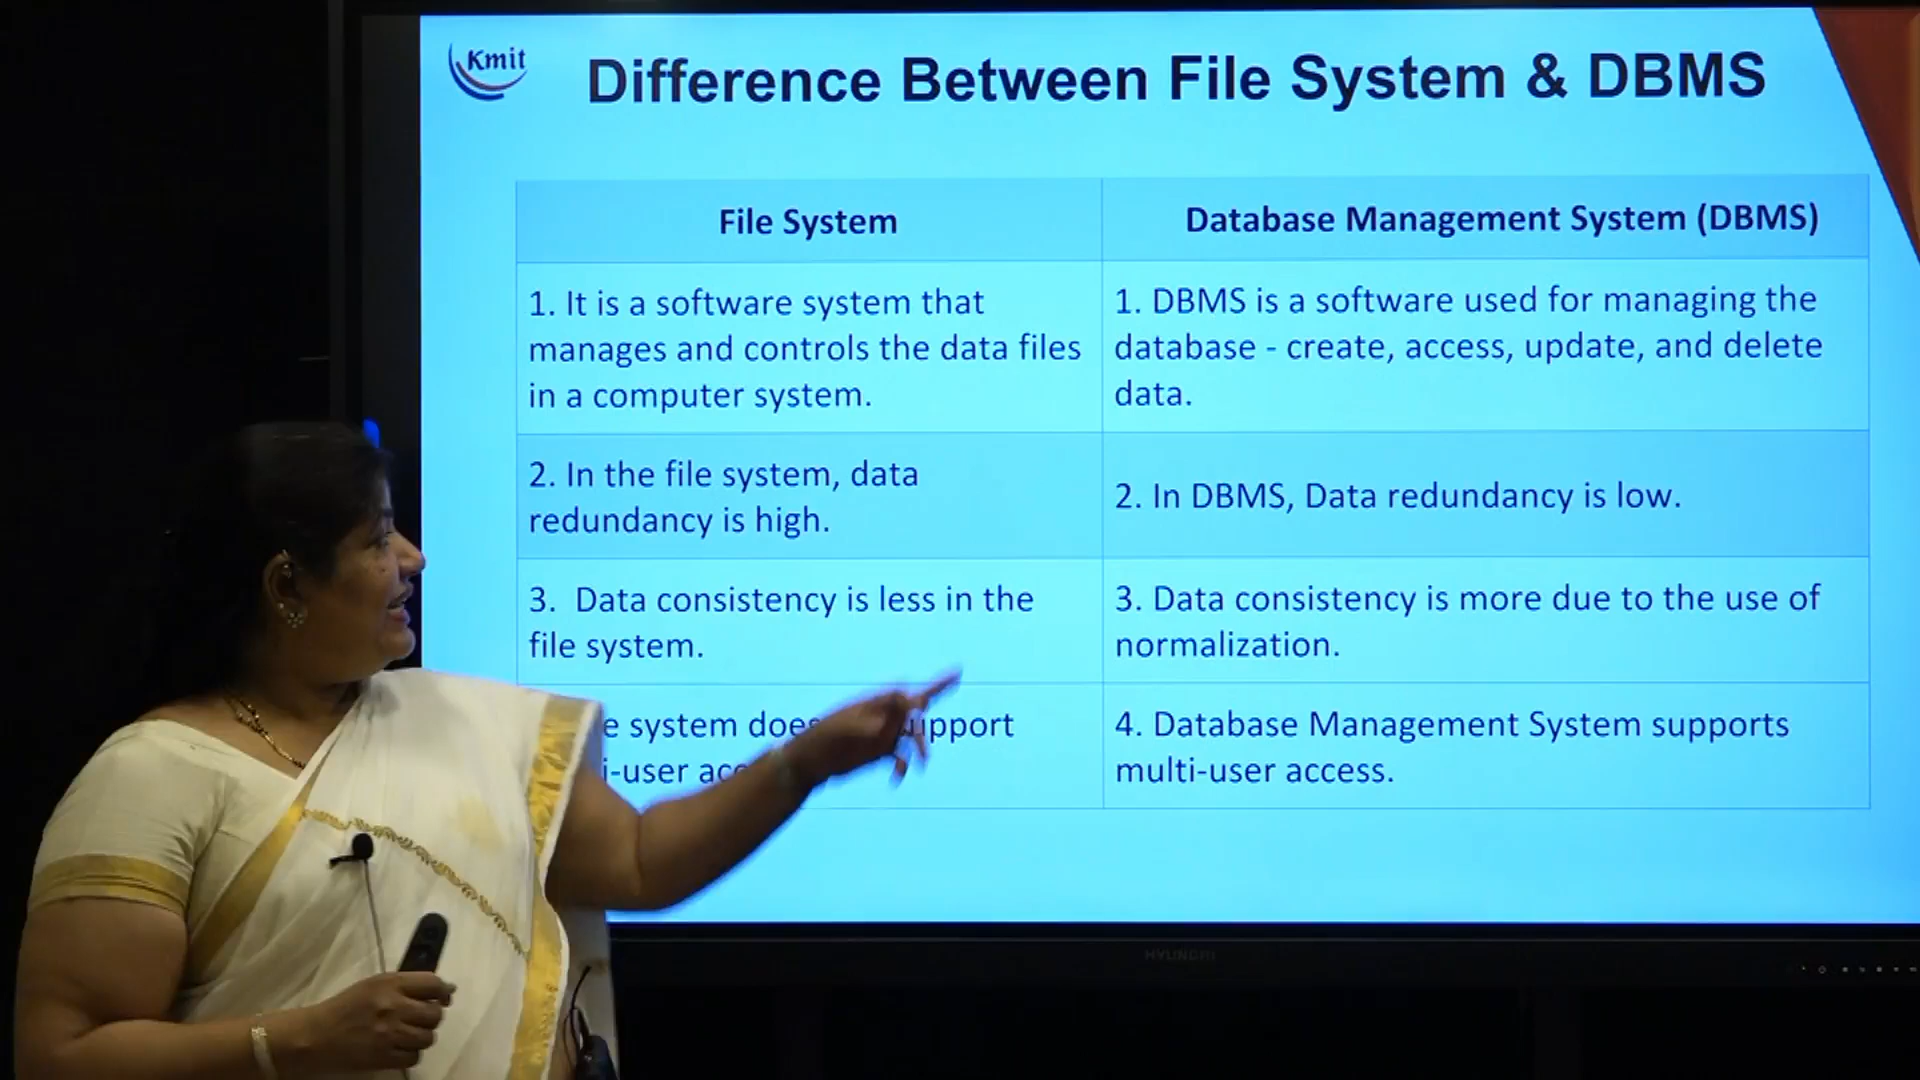 Kmit
Difference Between File System & DBMS
File System
Database Management System (DBMS)
1. It is a software system that
manages and controls the data files
in a computer system.
1. DBMS is a software used for managing the
database - create, access, update, and delete
data.
2. In the file system, data
redundancy is high.
2. In DBMS, Data redundancy is low.
3. Data consistency is less in the
file system.
3. Data consistency is more due to the use of
normalization.
system does support
-user
4. Database Management System supports
multi-user access.
HYUNDAI